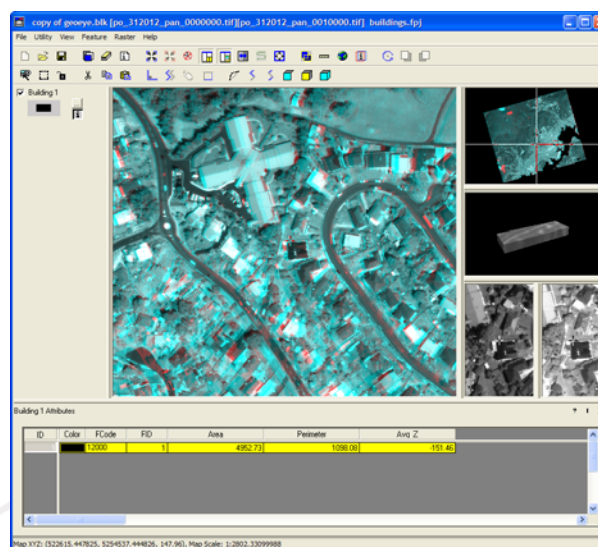 copy of geoeye.blk [po_312012_pan_0000000.tif][po_312012_pan_0010000.tif]  buildings.fpj
File Utility View Feature Raster Help
Building 1
Building 1 Attributes
ID Color FCode FID Area Perimeter Avg Z
12000 1 4952.73 1098.08 -151.46
Map XYZ: (522615.447825, 5254537.444826, 147.96), Map Scale: 1:2802.33099988